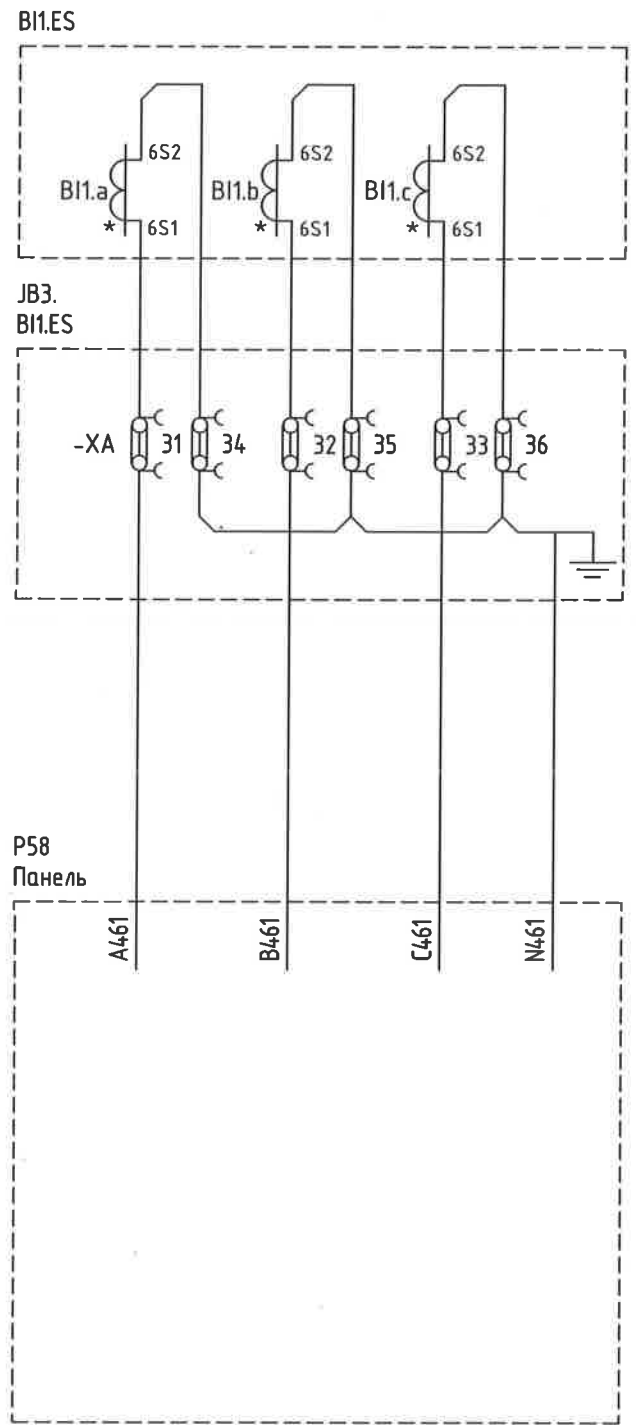 BI1.ES
6S2 6S2 6S2
BI1.a BI1.b BI1.c
* 6S1 * 6S1 * 6S1
JB3.
BI1.ES
-XA 31 34 32 35 33 36
P58
Панель
A461 B461 C461 N461